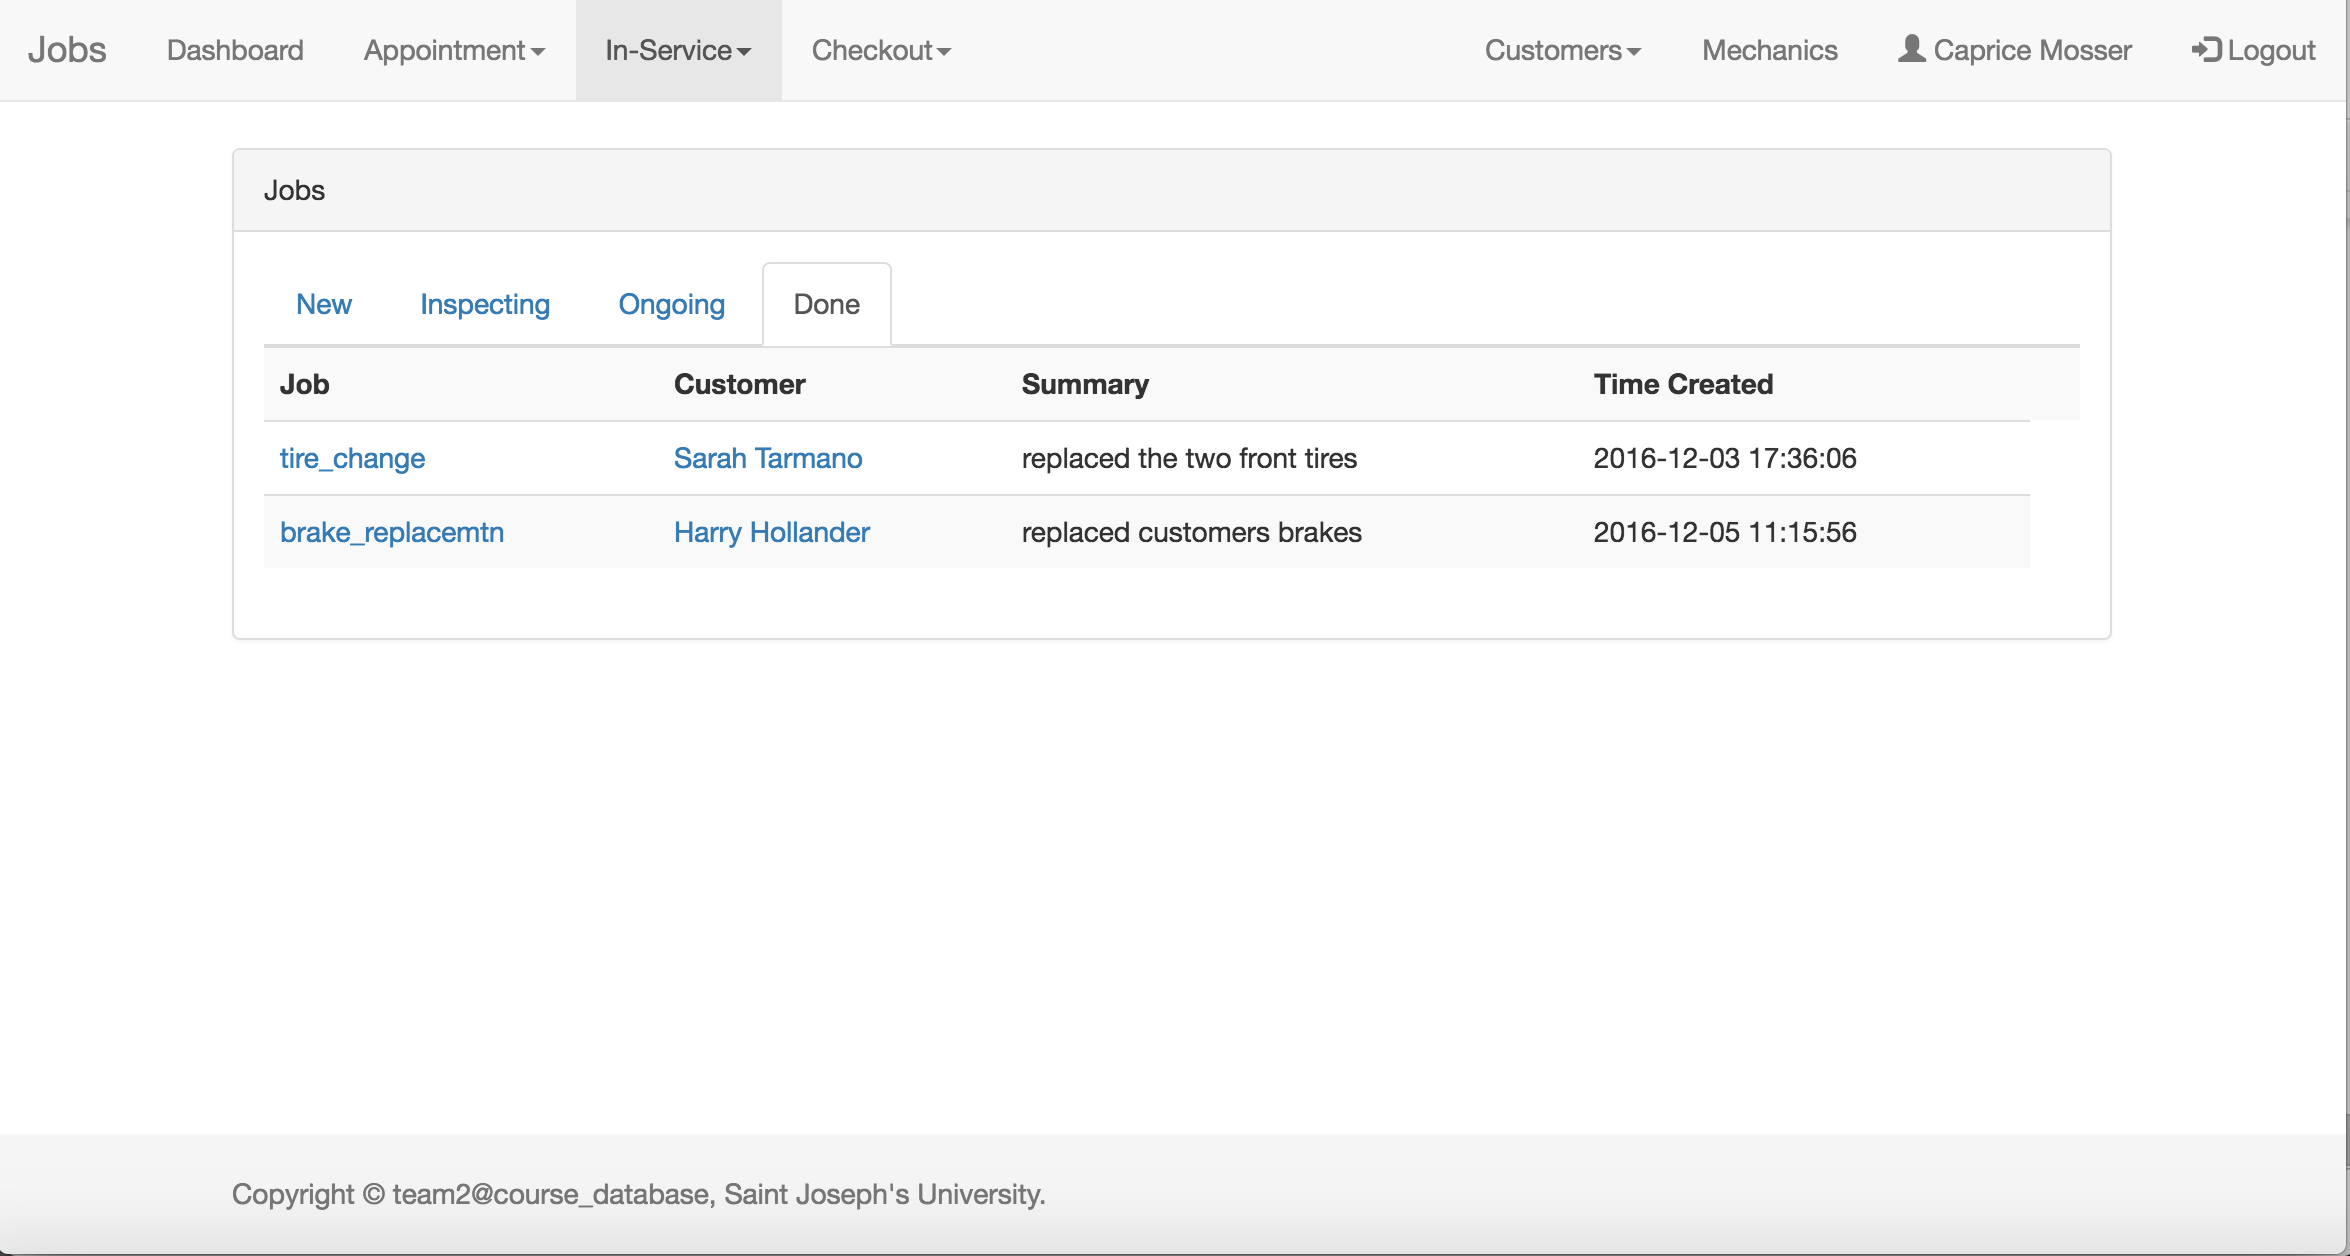 Jobs Dashboard Appointment In-Service Checkout Customers Mechanics Caprice Mosser Logout
Jobs
New Inspecting Ongoing Done
Job Customer Summary Time Created
tire_change Sarah Tarmano replaced the two front tires 2016-12-03 17:36:06
brake_replacemtn Harry Hollander replaced customers brakes 2016-12-05 11:15:56
Copyright © team2@course_database, Saint Joseph's University.